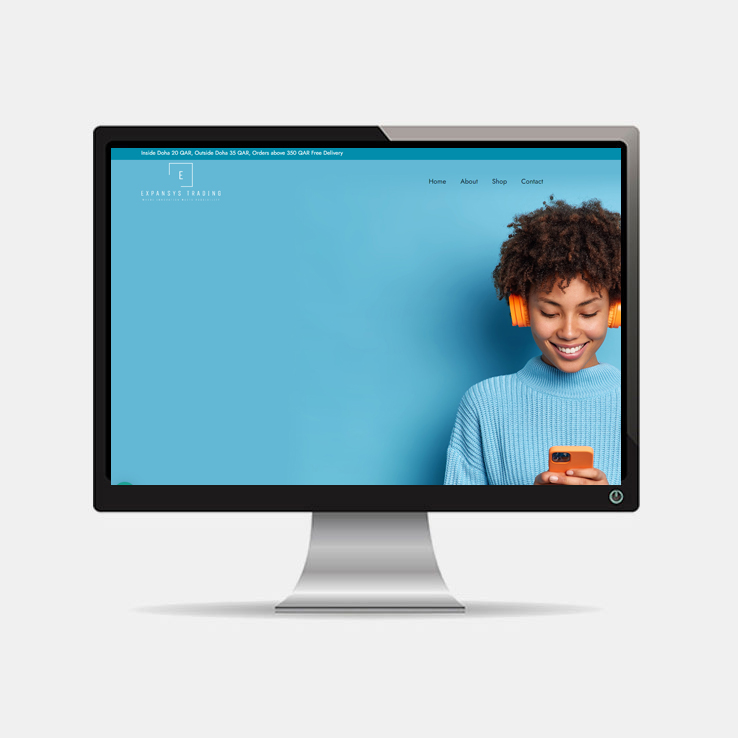 Inside Doha 20 QAR, Outside Doha 35 QAR, Orders above 350 QAR Free Delivery
E
EXPANSYS TRADING
Home About Shop Contact